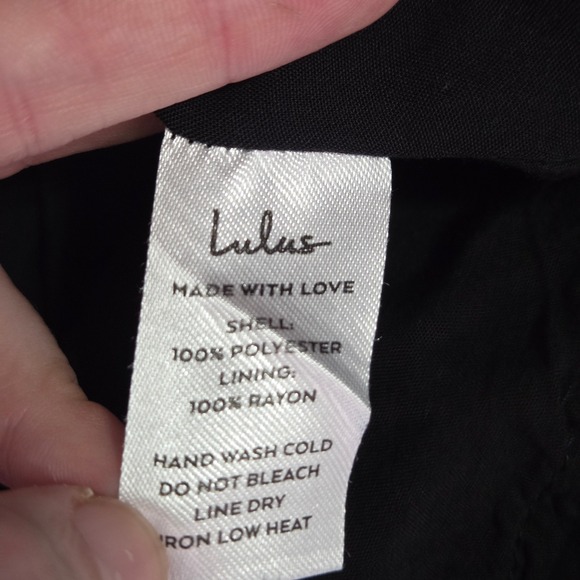 Lulus
MADE WITH LOVE
SHELL:
100% POLYESTER
LINING:
100% RAYON
HAND WASH COLD
DO NOT BLEACH
LINE DRY
IRON LOW HEAT